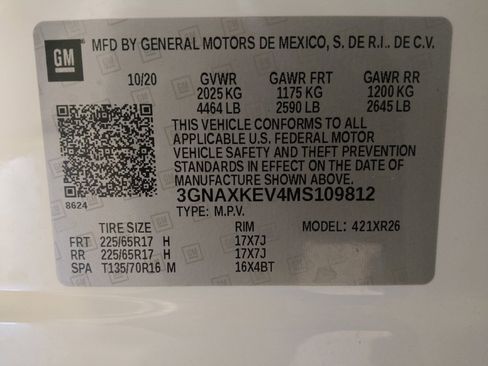 GM
MFD BY GENERAL MOTORS DE MEXICO, S. DE R.L.. DE C.V.
10/20 GVWR GAWR FRT GAWR RR
2025 KG 1175 KG 1200 KG
4464 LB 2590 LB 2645 LB
THIS VEHICLE CONFORMS TO ALL
APPLICABLE U.S. FEDERAL MOTOR
VEHICLE SAFETY AND THEFT PREVENTION
STANDARDS IN EFFECT ON THE DATE OF
MANUFACTURE SHOWN ABOVE.
8624
3GNAXKEV4MS109812
TYPE: M.P.V.
TIRE SIZE RIM MODEL: 421XR26
FRT 225/65R17 H 17X7J
RR 225/65R17 H 17X7J
SPA T135/70R16 M 16X4BT